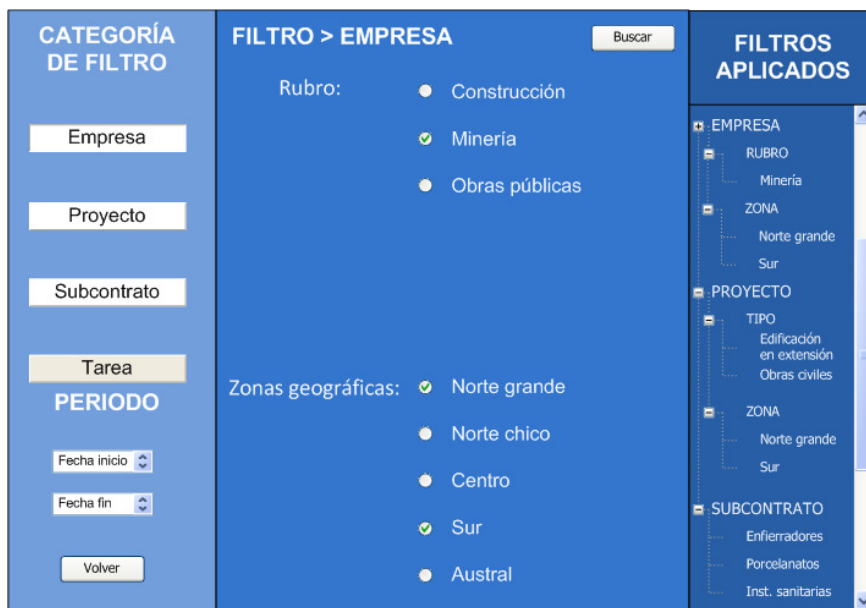 CATEGORÍA
DE FILTRO
Empresa
Proyecto
Subcontrato
Tarea
PERIODO
Fecha inicio
Fecha fin
Volver
FILTRO > EMPRESA
Buscar
Rubro:
Construcción
Minería
Obras públicas
Zonas geográficas:
Norte grande
Norte chico
Centro
Sur
Austral
FILTROS
APLICADOS
EMPRESA
RUBRO
Minería
ZONA
Norte grande
Sur
PROYECTO
TIPO
Edificación
en extensión
Obras civiles
ZONA
Norte grande
Sur
SUBCONTRATO
Enfierradores
Porcelanatos
Inst. sanitarias